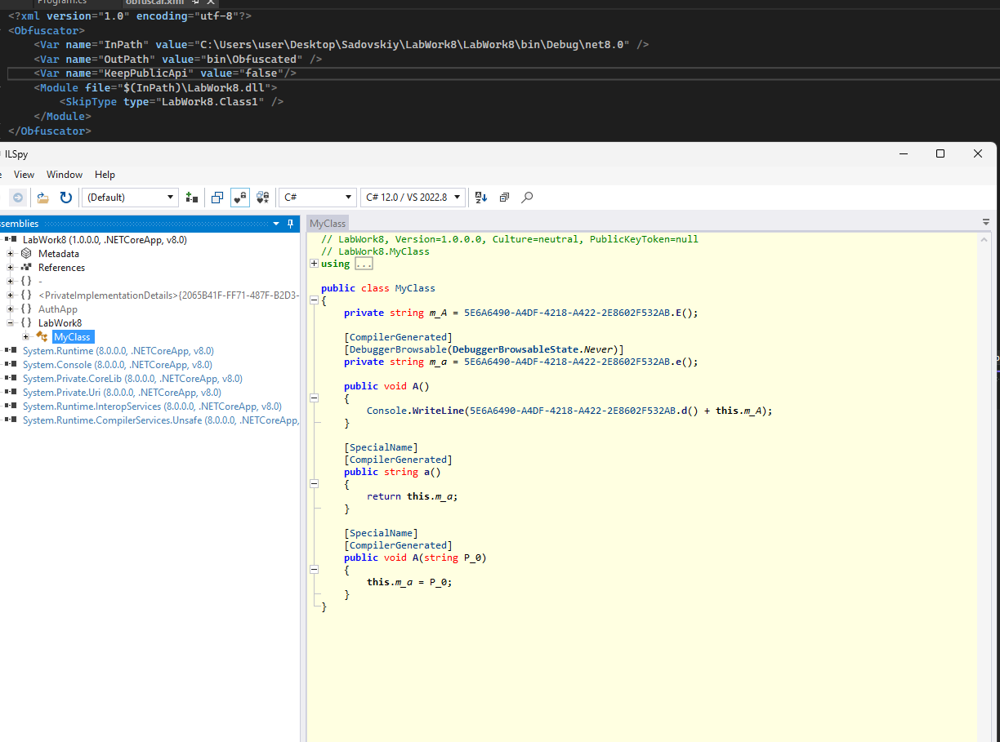 Program.cs obfuscar.xml
<?xml version="1.0" encoding="utf-8"?>
<Obfuscator>
<Var name="InPath" value="C:\Users\user\Desktop\Sadovskiy\LabWork8\LabWork8\bin\Debug\net8.0" />
<Var name="OutPath" value="bin\Obfuscated" />
<Var name="KeepPublicApi" value="false"/>
<Module file="$(InPath)\LabWork8.dll">
<SkipType type="LabWork8.Class1" />
</Module>
</Obfuscator>
ILSpy
View Window Help
(Default) C# C# 12.0 / VS 2022.8
ssemblies
MyClass
LabWork8 (1.0.0.0, .NETCoreApp, v8.0)
Metadata
References
{ } -
{ } <PrivateImplementationDetails>{2065B41F-FF71-487F-B2D3-
{ } AuthApp
{ } LabWork8
MyClass
System.Runtime (8.0.0.0, .NETCoreApp, v8.0)
System.Console (8.0.0.0, .NETCoreApp, v8.0)
System.Private.CoreLib (8.0.0.0, .NETCoreApp, v8.0)
System.Private.Uri (8.0.0.0, .NETCoreApp, v8.0)
System.Runtime.InteropServices (8.0.0.0, .NETCoreApp, v8.0)
System.Runtime.CompilerServices.Unsafe (8.0.0.0, .NETCoreApp,
// LabWork8, Version=1.0.0.0, Culture=neutral, PublicKeyToken=null
// LabWork8.MyClass
using ...
public class MyClass
{
private string m_A = 5E6A6490-A4DF-4218-A422-2E8602F532AB.E();
[CompilerGenerated]
[DebuggerBrowsable(DebuggerBrowsableState.Never)]
private string m_a = 5E6A6490-A4DF-4218-A422-2E8602F532AB.e();
public void A()
{
Console.WriteLine(5E6A6490-A4DF-4218-A422-2E8602F532AB.d() + this.m_A);
}
[SpecialName]
[CompilerGenerated]
public string a()
{
return this.m_a;
}
[SpecialName]
[CompilerGenerated]
public void A(string P_0)
{
this.m_a = P_0;
}
}